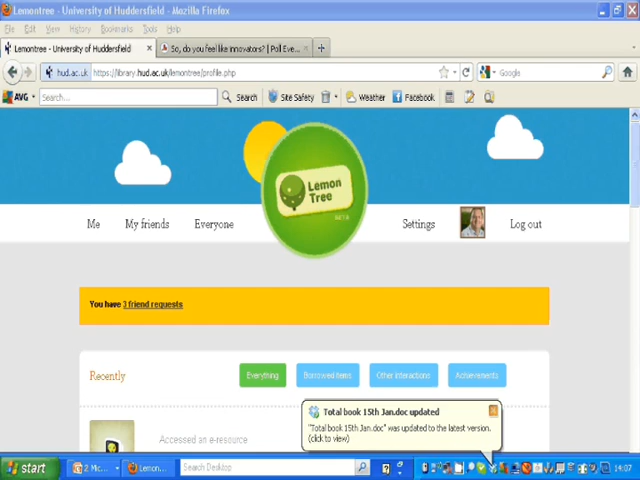 Lemontree - University of Huddersfield - Mozilla Firefox
File Edit View History Bookmarks Tools Help
Lemontree - University of Huddersfield × So, do you feel like innovators? | Poll Eve... × +
hud.ac.uk https://library.hud.ac.uk/lemontree/profile.php Google
AVG Search... Search Site Safety Weather Facebook
Lemon
Tree
BETA
Me My friends Everyone Settings Log out
You have 3 friend requests
Recently Everything Borrowed items Other interactions Achievements
Total book 15th Jan.doc updated
"Total book 15th Jan.doc" was updated to the latest version.
(click to view)
Accessed an e-resource
start 2 Mic... Lemon... Search Desktop 14:07